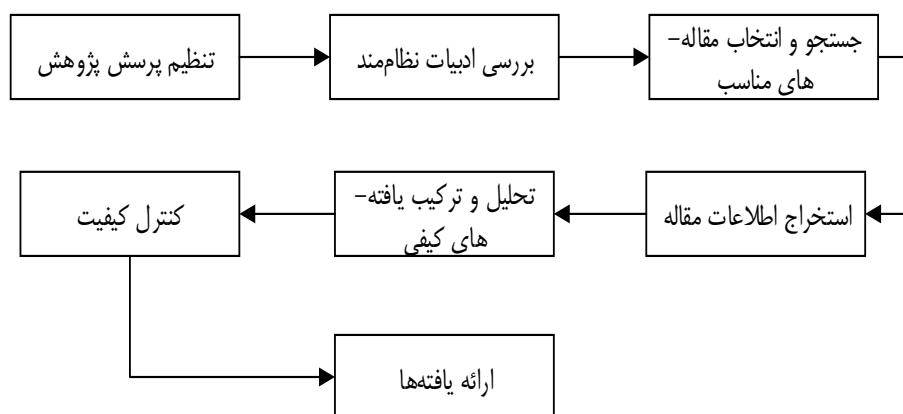 تنظیم پرسش پژوهش
بررسی ادبیات نظام‌مند
جستجو و انتخاب مقاله-
های مناسب
استخراج اطلاعات مقاله
تحلیل و ترکیب یافته-
های کیفی
کنترل کیفیت
ارائه یافته‌ها